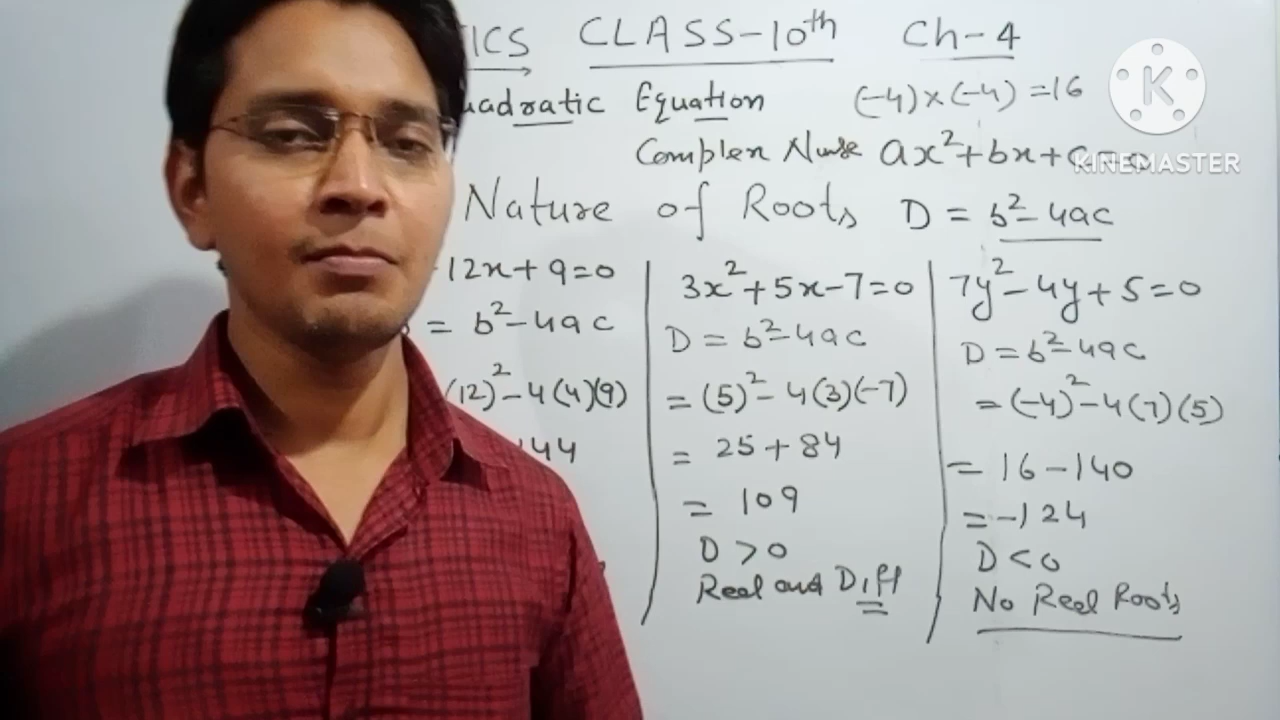 TICS CLASS-10th Ch-4
uadratic Equation (-4)×(-4)=16
Complex ax²+bx+c=0
Nature of Roots D = b²-4ac
12x+9=0
= b²-4ac
(12)²-4(4)(9)
144
3x²+5x-7=0
D = b²-4ac
= (5)²-4(3)(-7)
= 25+84
= 109
D>0
Real and Diff
7y²-4y+5=0
D=b²-4ac
=(-4)²-4(7)(5)
= 16-140
= -124
D<0
No Real Roots
K
KINEMASTER